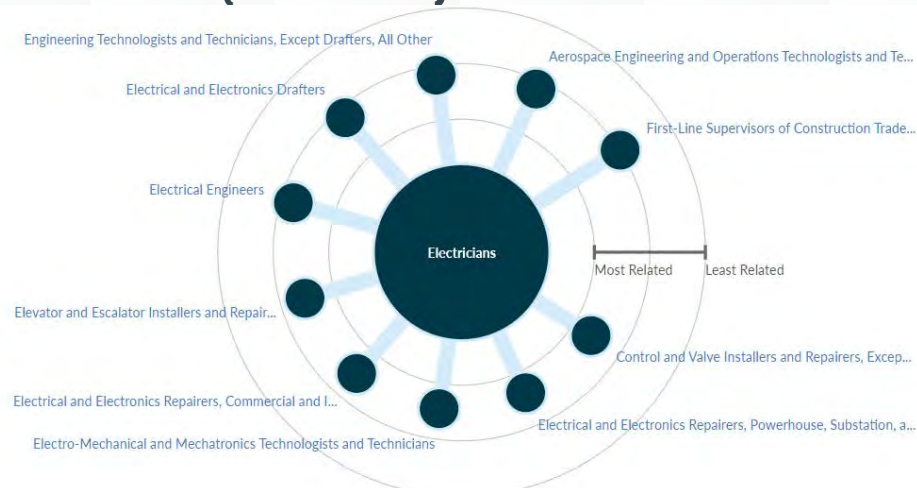 Engineering Technologists and Technicians, Except Drafters, All Other
Aerospace Engineering and Operations Technologists and Te...
Electrical and Electronics Drafters
First-Line Supervisors of Construction Trade...
Electrical Engineers
Electricians
Most Related
Least Related
Elevator and Escalator Installers and Repair...
Control and Valve Installers and Repairers, Excep...
Electrical and Electronics Repairers, Commercial and I...
Electrical and Electronics Repairers, Powerhouse, Substation, a...
Electro-Mechanical and Mechatronics Technologists and Technicians